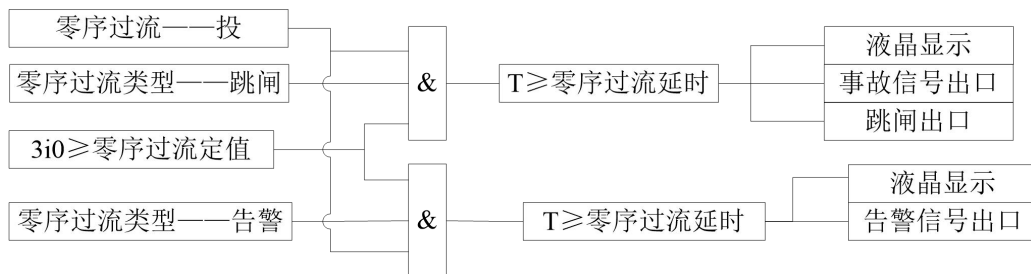 零序过流——投
零序过流类型——跳闸
3i0≥零序过流定值
零序过流类型——告警
&
&
T≥零序过流延时
液晶显示
事故信号出口
跳闸出口
T≥零序过流延时
液晶显示
告警信号出口